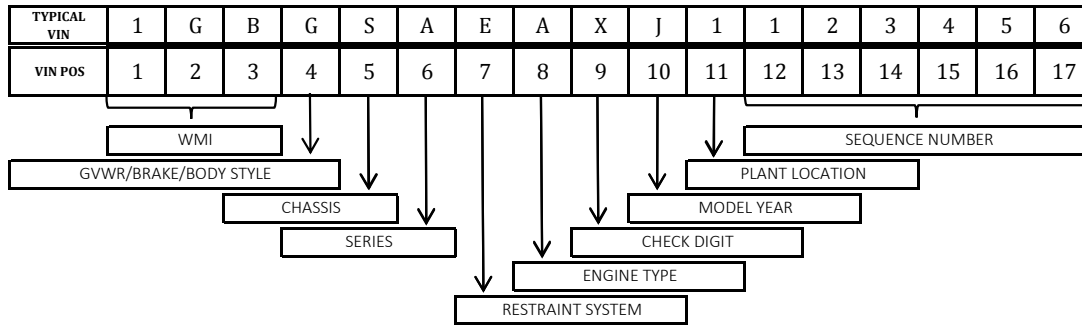 TYPICAL VIN 1 G B G S A E A X J 1 1 2 3 4 5 6
VIN POS 1 2 3 4 5 6 7 8 9 10 11 12 13 14 15 16 17
WMI SEQUENCE NUMBER
GVWR/BRAKE/BODY STYLE PLANT LOCATION
CHASSIS MODEL YEAR
SERIES CHECK DIGIT
ENGINE TYPE
RESTRAINT SYSTEM